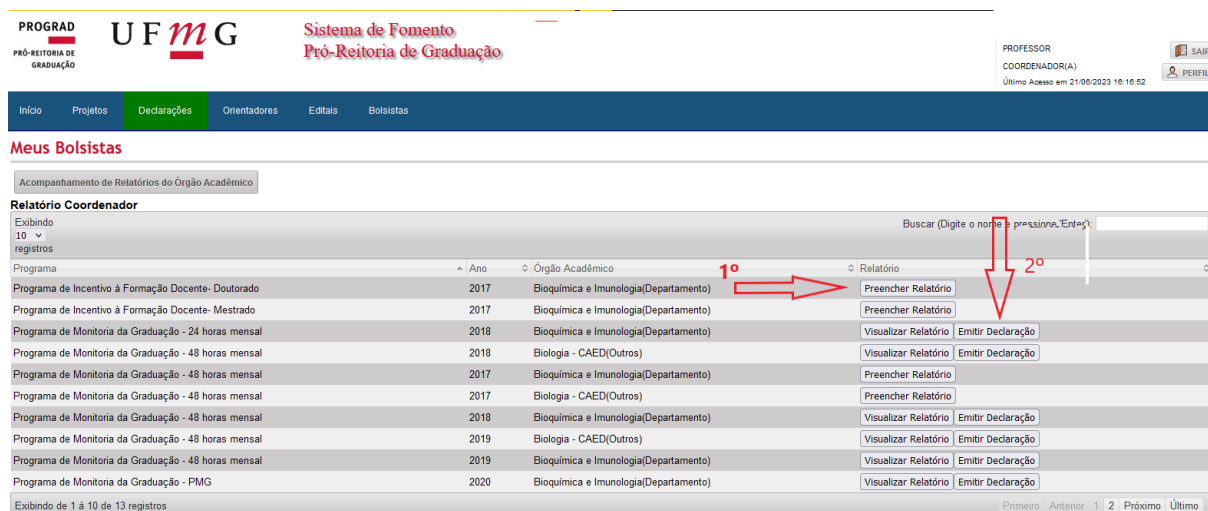 PROGRAD
PRÓ-REITORIA DE
GRADUAÇÃO
UFmG
Sistema de Fomento
Pró-Reitoria de Graduação
PROFESSOR
COORDENADOR(A)
Último Acesso em 21/06/2023 16:16:52
SAIR
PERFIL
Início Projetos Declarações Orientadores Editais Bolsistas
Meus Bolsistas
Acompanhamento de Relatórios do Órgão Acadêmico
Relatório Coordenador
Exibindo
10
registros
Buscar (Digite o nome e pressione 'Enter'):
Programa Ano Órgão Acadêmico 1º Relatório 2º
Programa de Incentivo á Formação Docente- Doutorado 2017 Bioquímica e Imunologia(Departamento) Preencher Relatório
Programa de Incentivo á Formação Docente- Mestrado 2017 Bioquímica e Imunologia(Departamento) Preencher Relatório
Programa de Monitoria da Graduação - 24 horas mensal 2018 Bioquímica e Imunologia(Departamento) Visualizar Relatório Emitir Declaração
Programa de Monitoria da Graduação - 48 horas mensal 2018 Biologia - CAED(Outros) Visualizar Relatório Emitir Declaração
Programa de Monitoria da Graduação - 48 horas mensal 2017 Bioquímica e Imunologia(Departamento) Preencher Relatório
Programa de Monitoria da Graduação - 48 horas mensal 2017 Biologia - CAED(Outros) Preencher Relatório
Programa de Monitoria da Graduação - 48 horas mensal 2018 Bioquímica e Imunologia(Departamento) Visualizar Relatório Emitir Declaração
Programa de Monitoria da Graduação - 48 horas mensal 2019 Biologia - CAED(Outros) Visualizar Relatório Emitir Declaração
Programa de Monitoria da Graduação - 48 horas mensal 2019 Bioquímica e Imunologia(Departamento) Visualizar Relatório Emitir Declaração
Programa de Monitoria da Graduação - PMG 2020 Bioquímica e Imunologia(Departamento) Visualizar Relatório Emitir Declaração
Exibindo de 1 à 10 de 13 registros Primeiro Anterior 1 2 Próximo Último